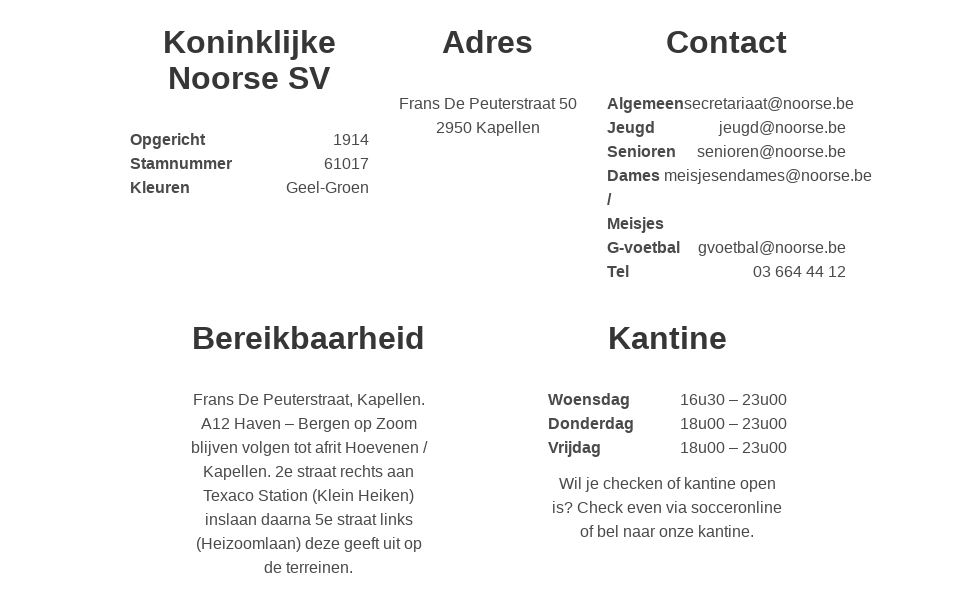 Koninklijke
Noorse SV
Opgericht 1914
Stamnummer 61017
Kleuren Geel-Groen
Adres
Frans De Peuterstraat 50
2950 Kapellen
Contact
Algemeen secretariaat@noorse.be
Jeugd jeugd@noorse.be
Senioren senioren@noorse.be
Dames meisjesendames@noorse.be
/
Meisjes
G-voetbal gvoetbal@noorse.be
Tel 03 664 44 12
Bereikbaarheid
Frans De Peuterstraat, Kapellen.
A12 Haven – Bergen op Zoom
blijven volgen tot afrit Hoevenen /
Kapellen. 2e straat rechts aan
Texaco Station (Klein Heiken)
inslaan daarna 5e straat links
(Heizoomlaan) deze geeft uit op
de terreinen.
Kantine
Woensdag 16u30 – 23u00
Donderdag 18u00 – 23u00
Vrijdag 18u00 – 23u00
Wil je checken of kantine open
is? Check even via socceronline
of bel naar onze kantine.